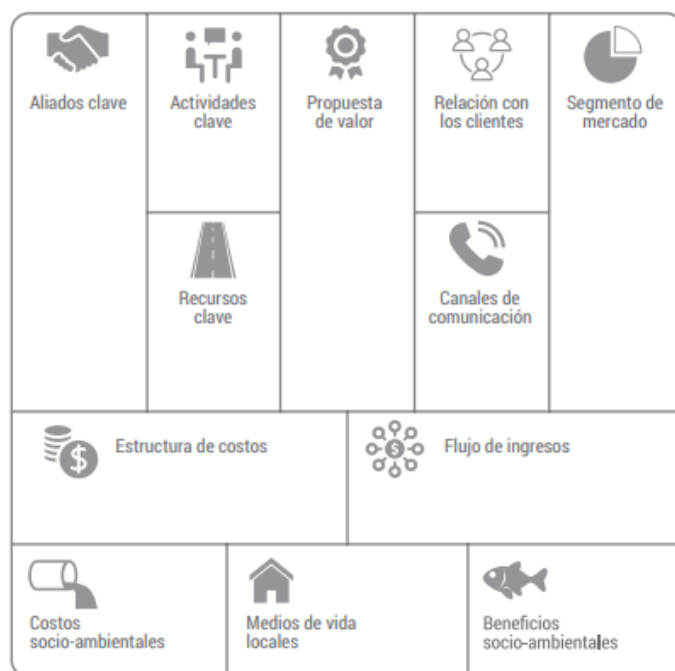 Aliados clave
Actividades
clave
Propuesta
de valor
Relación con
los clientes
Segmento de
mercado
Recursos
clave
Canales de
comunicación
$
Estructura de costos
$
Flujo de ingresos
Costos
socio-ambientales
Medios de vida
locales
Beneficios
socio-ambientales